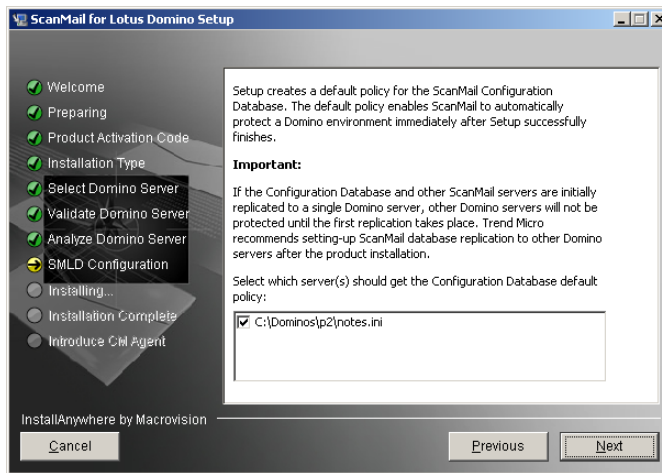 ScanMail for Lotus Domino Setup
Welcome
Preparing
Product Activation Code
Installation Type
Select Domino Server
Validate Domino Server
Analyze Domino Server
SMLD Configuration
Installing...
Installation Complete
Introduce CM Agent
Setup creates a default policy for the ScanMail Configuration
Database. The default policy enables ScanMail to automatically
protect a Domino environment immediately after Setup successfully
finishes.
Important:
If the Configuration Database and other ScanMail servers are initially
replicated to a single Domino server, other Domino servers will not be
protected until the first replication takes place. Trend Micro
recommends setting-up ScanMail database replication to other Domino
servers after the product installation.
Select which server(s) should get the Configuration Database default
policy:
C:\Dominos\p2\notes.ini
InstallAnywhere by Macrovision
Cancel
Previous
Next